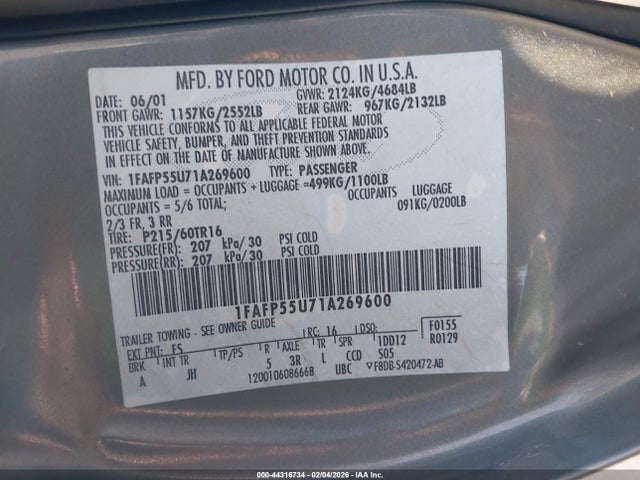 MFD. BY FORD MOTOR CO. IN U.S.A.
DATE: 06/01 GVWR: 2124KG/4684LB
FRONT GAWR: 1157KG/2552LB REAR GAWR: 967KG/2132LB
THIS VEHICLE CONFORMS TO ALL APPLICABLE FEDERAL MOTOR
VEHICLE SAFETY, BUMPER, AND THEFT PREVENTION STANDARDS
IN EFFECT ON THE DATE OF MANUFACTURE SHOWN ABOVE.
VIN: 1FAFP55U71A269600 TYPE: PASSENGER
MAXIMUM LOAD = OCCUPANTS + LUGGAGE =499KG/1100LB
OCCUPANTS = 5/6 TOTAL; OCCUPANTS LUGGAGE
2/3 FR, 3 RR 091KG/0200LB
TIRE: P215/60TR16
PRESSURE(FR) 207 kPa/30 PSI COLD
PRESSURE(RR) 207 kPa/30 PSI COLD
1FAFP55U71A269600
TRAILER TOWING - SEE OWNER GUIDE
EXT PNT: FS RC: 16 DSO: F0155
BRK INT TR TP/PS R AXLE TR SPR 1DD12 R0129
A JH 5 3R L CCD S05
12001060866B UBC F8DB-5420472-AB
000-44316734 - 02/04/2026 - IAA, Inc.